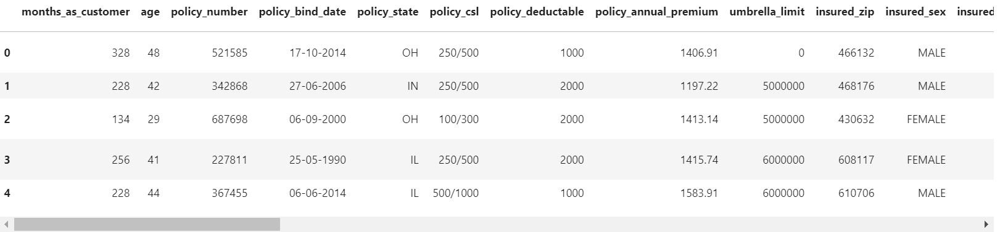 months_as_customer age policy_number policy_bind_date policy_state policy_csl policy_deductable policy_annual_premium umbrella_limit insured_zip insured_sex insured
0 328 48 521585 17-10-2014 OH 250/500 1000 1406.91 0 466132 MALE
1 228 42 342868 27-06-2006 IN 250/500 2000 1197.22 5000000 468176 MALE
2 134 29 687698 06-09-2000 OH 100/300 2000 1413.14 5000000 430632 FEMALE
3 256 41 227811 25-05-1990 IL 250/500 2000 1415.74 6000000 608117 FEMALE
4 228 44 367455 06-06-2014 IL 500/1000 1000 1583.91 6000000 610706 MALE